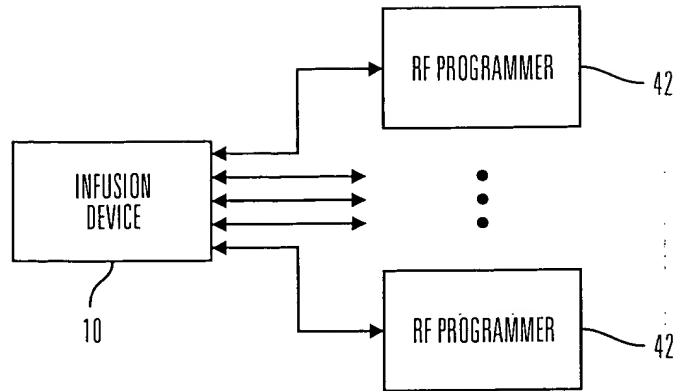 RF PROGRAMMER
42
INFUSION
DEVICE
10
RF PROGRAMMER
42